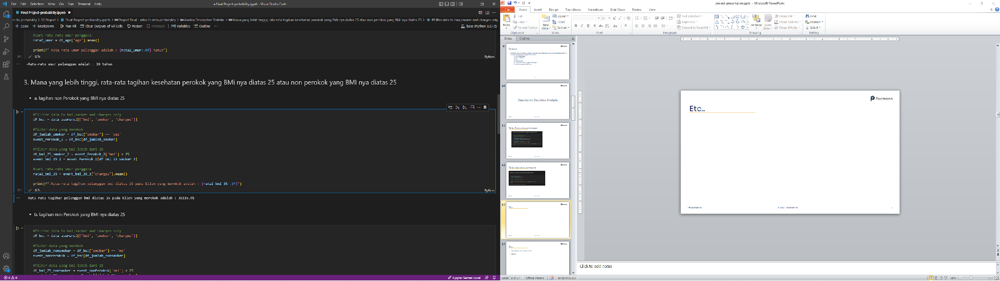 File Edit Selection View Go Run Terminal Help
● Final Project-probability.ipynb - Visual Studio Code
Final Project-probability.ipynb ●
ro to probability > 02.Project > Final Project-probability.ipynb > Project Final - intro to data probability > Analisa Descriptive Statistic > Mana yang lebih tinggi, rata-rata tagihan kesehatan perokok yang BMi nya diatas 25 atau non perokok yang BMI nya diatas 25 > #Fillter data to bmi,smoker and charges only
+ Code + Markdown Run All Clear Outputs of All Cells Restart Interrupt Variables Outline ...
base (Python 3.9.12)
#cari rata rata umur pengguna
rata2_umur = df_age["age"].mean()
print(f" Rata rata umur pelanggan adalah : {rata2_umur:.0f} tahun")
[4] ✓ 0.7s Python
-Rata-rata umur pelanggan adalah : 39 tahun
3. Mana yang lebih tinggi, rata-rata tagihan kesehatan perokok yang BMi nya diatas 25 atau non perokok yang BMI nya diatas 25
• a. tagihan non Perokok yang BMI nya diatas 25
#Fillter data to bmi,smoker and charges only
df_bsc = data_asuransi[['bmi', 'smoker', 'charges']]
#Filter data yang merokok
df_jumlah_smoker = df_bsc["smoker"] == 'yes'
event_Perokok_2 = df_bsc[df_jumlah_smoker]
#Filter data yang bmi lebih dari 25
df_bmi_25_smoker_2 = event_Perokok_2['bmi'] > 25
event_bmi_25_2 = event_Perokok_2[df_bmi_25_smoker_2]
#cari rata-rata umur pengguna
rata2_bmi_25 = event_bmi_25_2["charges"].mean()
print(f"-Rata-rata tagihan pelanggan bmi diatas 25 pada klien yang merokok adalah : {rata2_bmi_25:.2f}")
[5] ✓ 0.7s Python
Rata rata tagihan pelanggan bmi diatas 25 pada klien yang merokok adalah : 35116.91
• b. tagihan non Perokok yang BMI nya diatas 25
#Fillter data to bmi,smoker and charges only
df_bsc = data_asuransi[['bmi', 'smoker', 'charges']]
#Filter data yang merokok
df_jumlah_nonsmoker = df_bsc["smoker"] == 'no'
event_nonPerokok = df_bsc[df_jumlah_nonsmoker]
#Filter data yang bmi lebih dari 25
df_bmi_25_nonsmoker = event_nonPerokok['bmi'] > 25
0 0
Jupyter Server: Local
project-presentation.pptx - Microsoft PowerPoint
File Home Insert Design Transitions Animations Slide Show Review View
Paste
Cut
Copy
Format Painter
Clipboard
New Slide
Layout
Reset
Section
Slides
20
Font
Text Direction
Align Text
Convert to SmartArt
Paragraph
Arrange
Quick Styles
Shape Fill
Shape Outline
Shape Effects
Drawing
Find
Replace
Select
Editing
Slides Outline
9
Dataset
10
Descriptive Statistics Analysis
11
12
13
Etc..
14
Etc..
Pacmann
Etc..
pacmann.io
© 2022 - Pacmann AI
Click to add notes
Slide 13 of 37 "Office Theme" English (U.S.)
66%